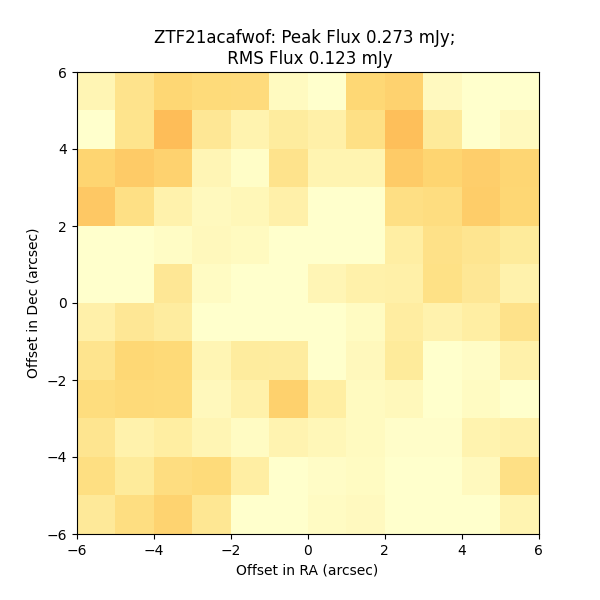 ZTF21acafwof: Peak Flux 0.273 mJy;
RMS Flux 0.123 mJy
6
4
2
0
−2
−4
−6
Offset in Dec (arcsec)
−6 −4 −2 0 2 4 6
Offset in RA (arcsec)